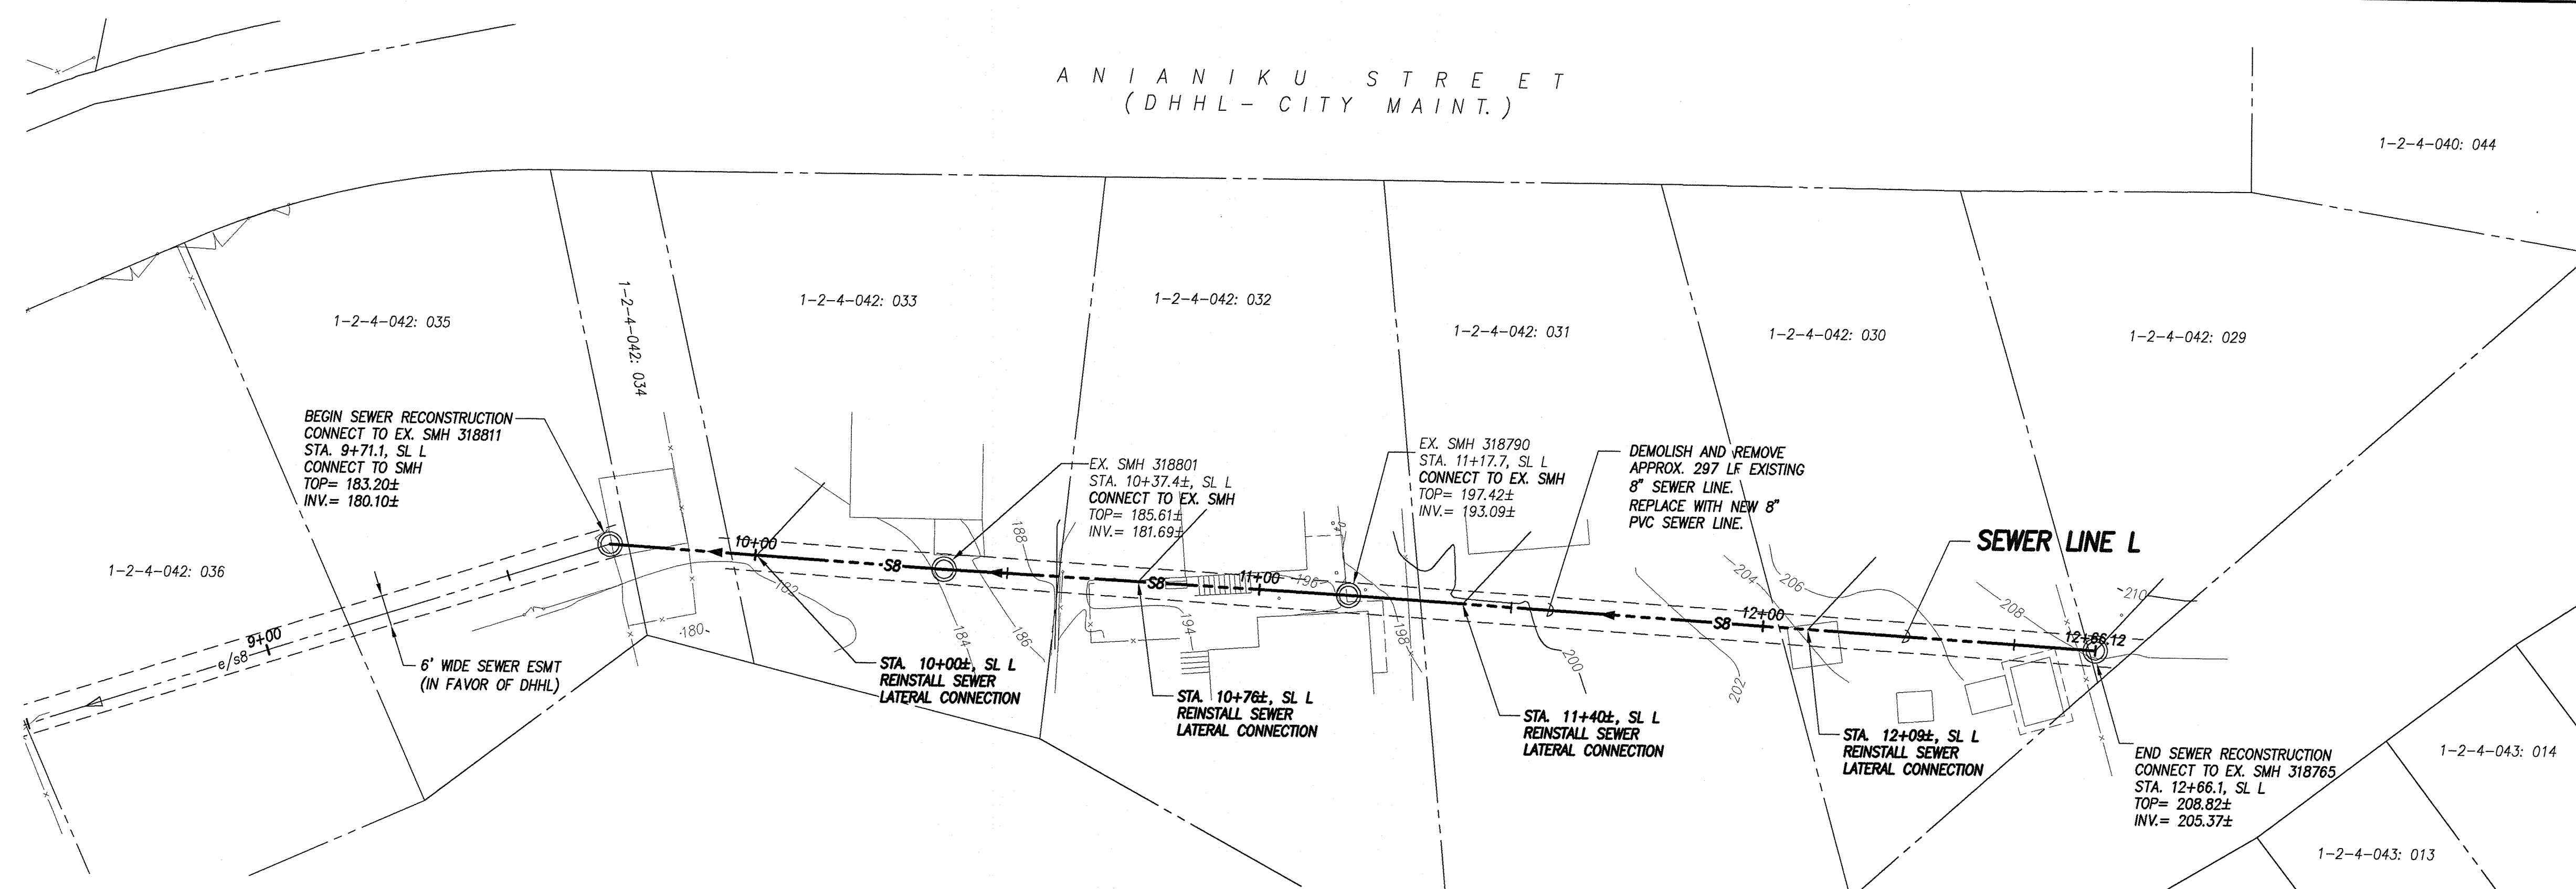 ANIANIKU STREET
(DHHL- CITY MAINT.)
1-2-4-040: 044
1-2-4-042: 035
1-2-4-042: 034
1-2-4-042: 033
1-2-4-042: 032
1-2-4-042: 031
1-2-4-042: 030
1-2-4-042: 029
BEGIN SEWER RECONSTRUCTION
CONNECT TO EX. SMH 318811
STA. 9+71.1, SL L
CONNECT TO SMH
TOP= 183.20±
INV.= 180.10±
EX. SMH 318801
STA. 10+37.4±, SL L
CONNECT TO EX. SMH
TOP= 185.61±
INV.= 181.69±
EX. SMH 318790
STA. 11+17.7, SL L
CONNECT TO EX. SMH
TOP= 197.42±
INV.= 193.09±
DEMOLISH AND REMOVE
APPROX. 297 LF EXISTING
8" SEWER LINE.
REPLACE WITH NEW 8"
PVC SEWER LINE.
SEWER LINE L
1-2-4-042: 036
9+00
e/s8
10+00
S8
S8
11+00
S8
12+00
12+66.12
180
182
184
186
188
194
196
198
200
202
204
206
208
210
6' WIDE SEWER ESMT
(IN FAVOR OF DHHL)
STA. 10+00±, SL L
REINSTALL SEWER
LATERAL CONNECTION
STA. 10+76±, SL L
REINSTALL SEWER
LATERAL CONNECTION
STA. 11+40±, SL L
REINSTALL SEWER
LATERAL CONNECTION
STA. 12+09±, SL L
REINSTALL SEWER
LATERAL CONNECTION
END SEWER RECONSTRUCTION
CONNECT TO EX. SMH 318765
STA. 12+66.1, SL L
TOP= 208.82±
INV.= 205.37±
1-2-4-043: 014
1-2-4-043: 013